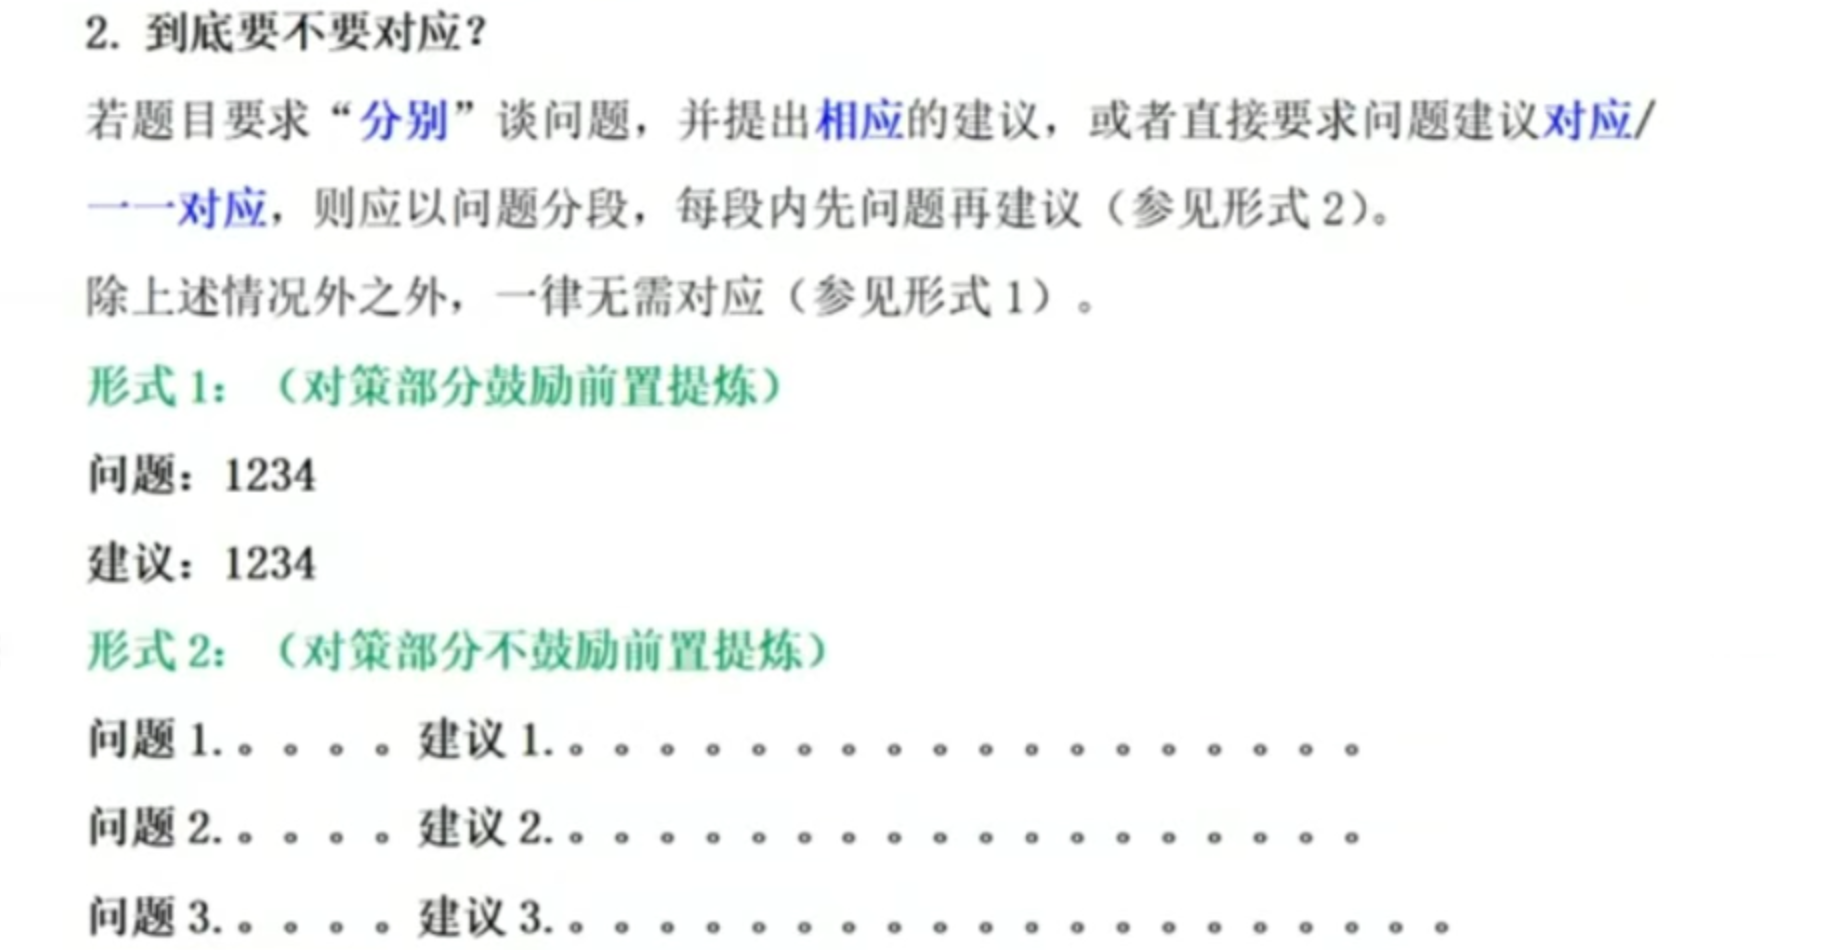 2. 到底要不要对应？
若题目要求“分别”谈问题，并提出相应的建议，或者直接要求问题建议对应/
一一对应，则应以问题分段，每段内先问题再建议（参见形式 2）。
除上述情况外之外，一律无需对应（参见形式 1）。
形式 1：（对策部分鼓励前置提炼）
问题：1234
建议：1234
形式 2：（对策部分不鼓励前置提炼）
问题 1.。。。。建议 1.。。。。。。。。。。。。。。。。。。
问题 2.。。。。建议 2.。。。。。。。。。。。。。。。。。。
问题 3.。。。。建议 3.。。。。。。。。。。。。。。。。。。。。